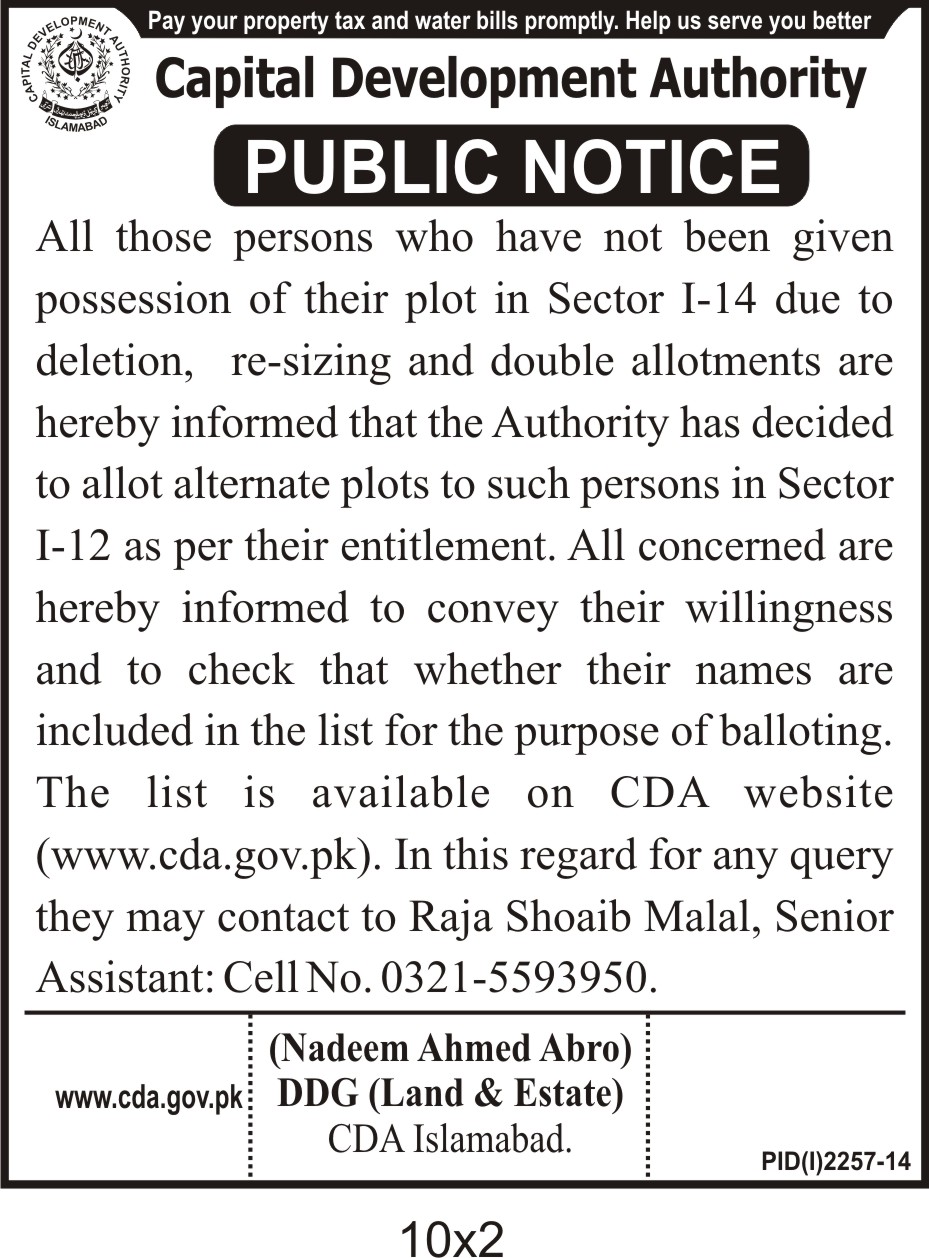 Pay your property tax and water bills promptly. Help us serve you better
CAPITAL DEVELOPMENT AUTHORITY
ISLAMABAD
Capital Development Authority
PUBLIC NOTICE
All those persons who have not been given
possession of their plot in Sector I-14 due to
deletion, re-sizing and double allotments are
hereby informed that the Authority has decided
to allot alternate plots to such persons in Sector
I-12 as per their entitlement. All concerned are
hereby informed to convey their willingness
and to check that whether their names are
included in the list for the purpose of balloting.
The list is available on CDA website
(www.cda.gov.pk). In this regard for any query
they may contact to Raja Shoaib Malal, Senior
Assistant: Cell No. 0321-5593950.
www.cda.gov.pk
(Nadeem Ahmed Abro)
DDG (Land & Estate)
CDA Islamabad.
PID(I)2257-14
10x2